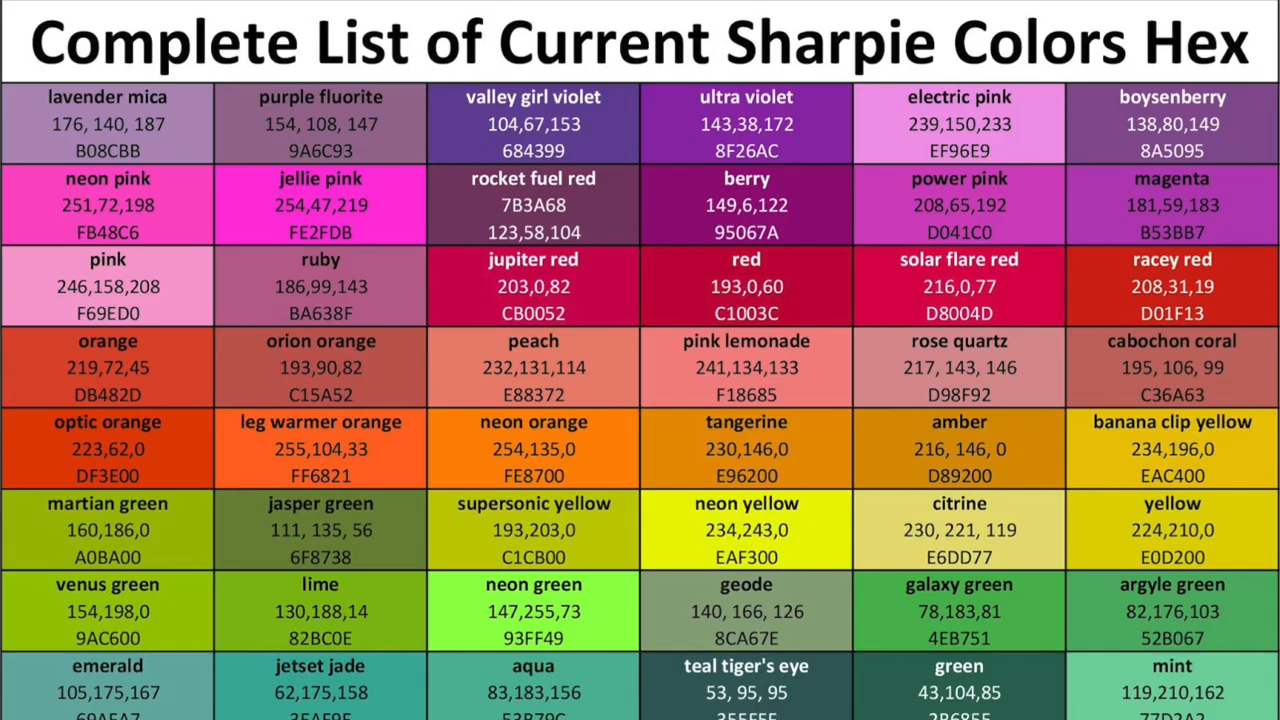 Complete List of Current Sharpie Colors Hex
lavender mica
176, 140, 187
B08CBB
purple fluorite
154, 108, 147
9A6C93
valley girl violet
104,67,153
684399
ultra violet
143,38,172
8F26AC
electric pink
239,150,233
EF96E9
boysenberry
138,80,149
8A5095
neon pink
251,72,198
FB48C6
jellie pink
254,47,219
FE2FDB
rocket fuel red
7B3A68
123,58,104
berry
149,6,122
95067A
power pink
208,65,192
D041C0
magenta
181,59,183
B53BB7
pink
246,158,208
F69ED0
ruby
186,99,143
BA638F
jupiter red
203,0,82
CB0052
red
193,0,60
C1003C
solar flare red
216,0,77
D8004D
racey red
208,31,19
D01F13
orange
219,72,45
DB482D
orion orange
193,90,82
C15A52
peach
232,131,114
E88372
pink lemonade
241,134,133
F18685
rose quartz
217, 143, 146
D98F92
cabochon coral
195, 106, 99
C36A63
optic orange
223,62,0
DF3E00
leg warmer orange
255,104,33
FF6821
neon orange
254,135,0
FE8700
tangerine
230,146,0
E96200
amber
216, 146, 0
D89200
banana clip yellow
234,196,0
EAC400
martian green
160,186,0
A0BA00
jasper green
111, 135, 56
6F8738
supersonic yellow
193,203,0
C1CB00
neon yellow
234,243,0
EAF300
citrine
230, 221, 119
E6DD77
yellow
224,210,0
E0D200
venus green
154,198,0
9AC600
lime
130,188,14
82BC0E
neon green
147,255,73
93FF49
geode
140, 166, 126
8CA67E
galaxy green
78,183,81
4EB751
argyle green
82,176,103
52B067
emerald
105,175,167
69AFA7
jetset jade
62,175,158
3EAF9E
aqua
83,183,156
53B79C
teal tiger's eye
53, 95, 95
355F5F
green
43,104,85
2B6855
mint
119,210,162
77D2A2